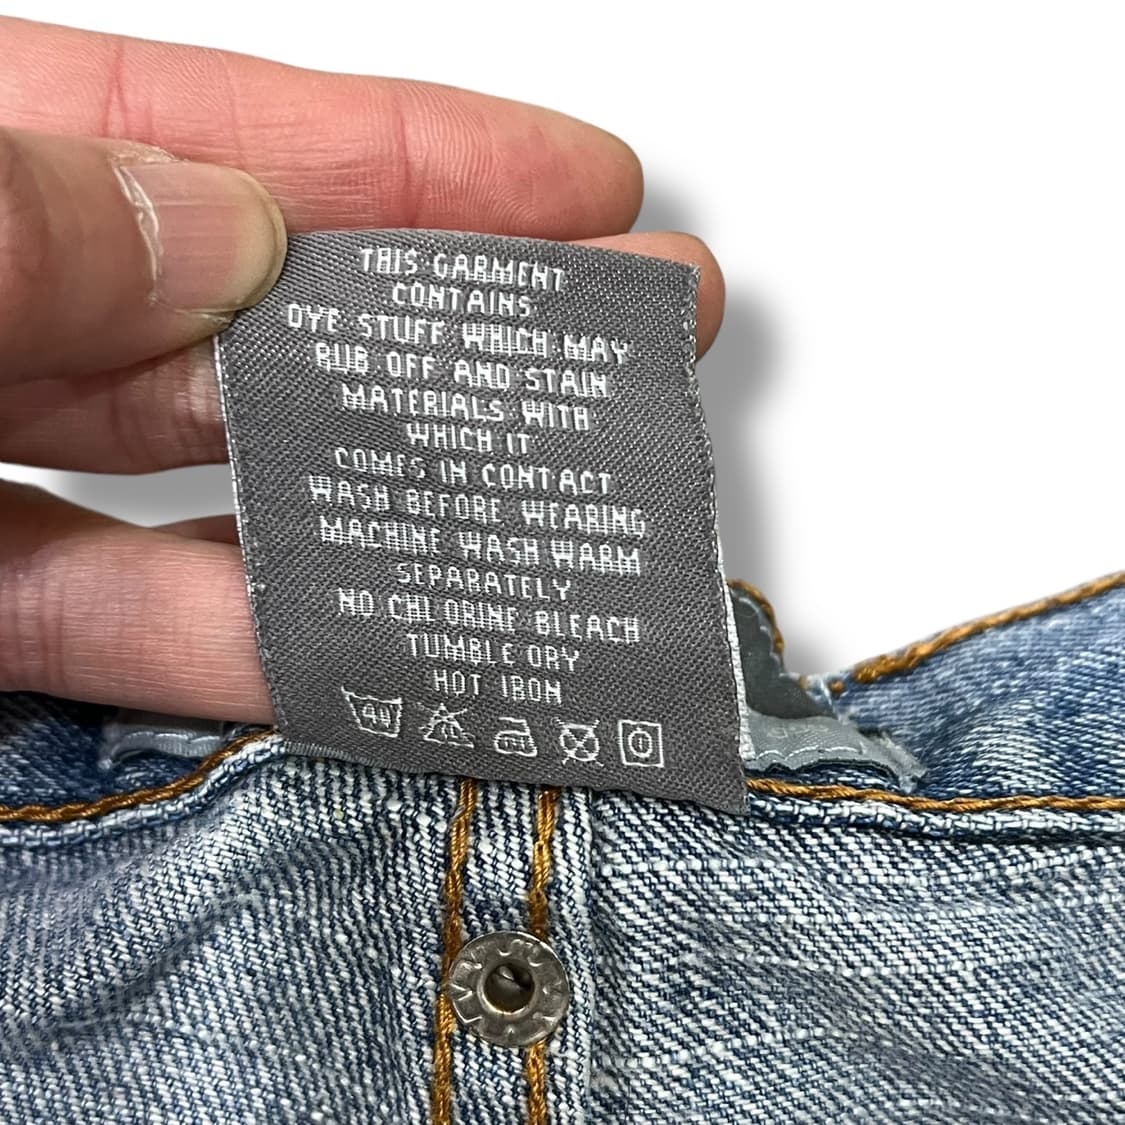 THIS GARMENT
CONTAINS
DYE STUFF WHICH MAY
RUB OFF AND STAIN
MATERIALS WITH
WHICH IT
COMES IN CONTACT
WASH BEFORE WEARING
MACHINE WASH WARM
SEPARATELY
NO CHLORINE BLEACH
TUMBLE DRY
HOT IRON
40